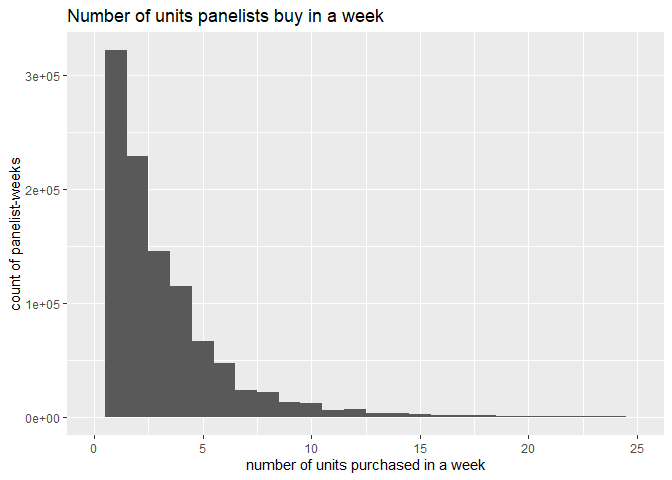 Number of units panelists buy in a week
count of panelist-weeks
3e+05
2e+05
1e+05
0e+00
0 5 10 15 20 25
number of units purchased in a week